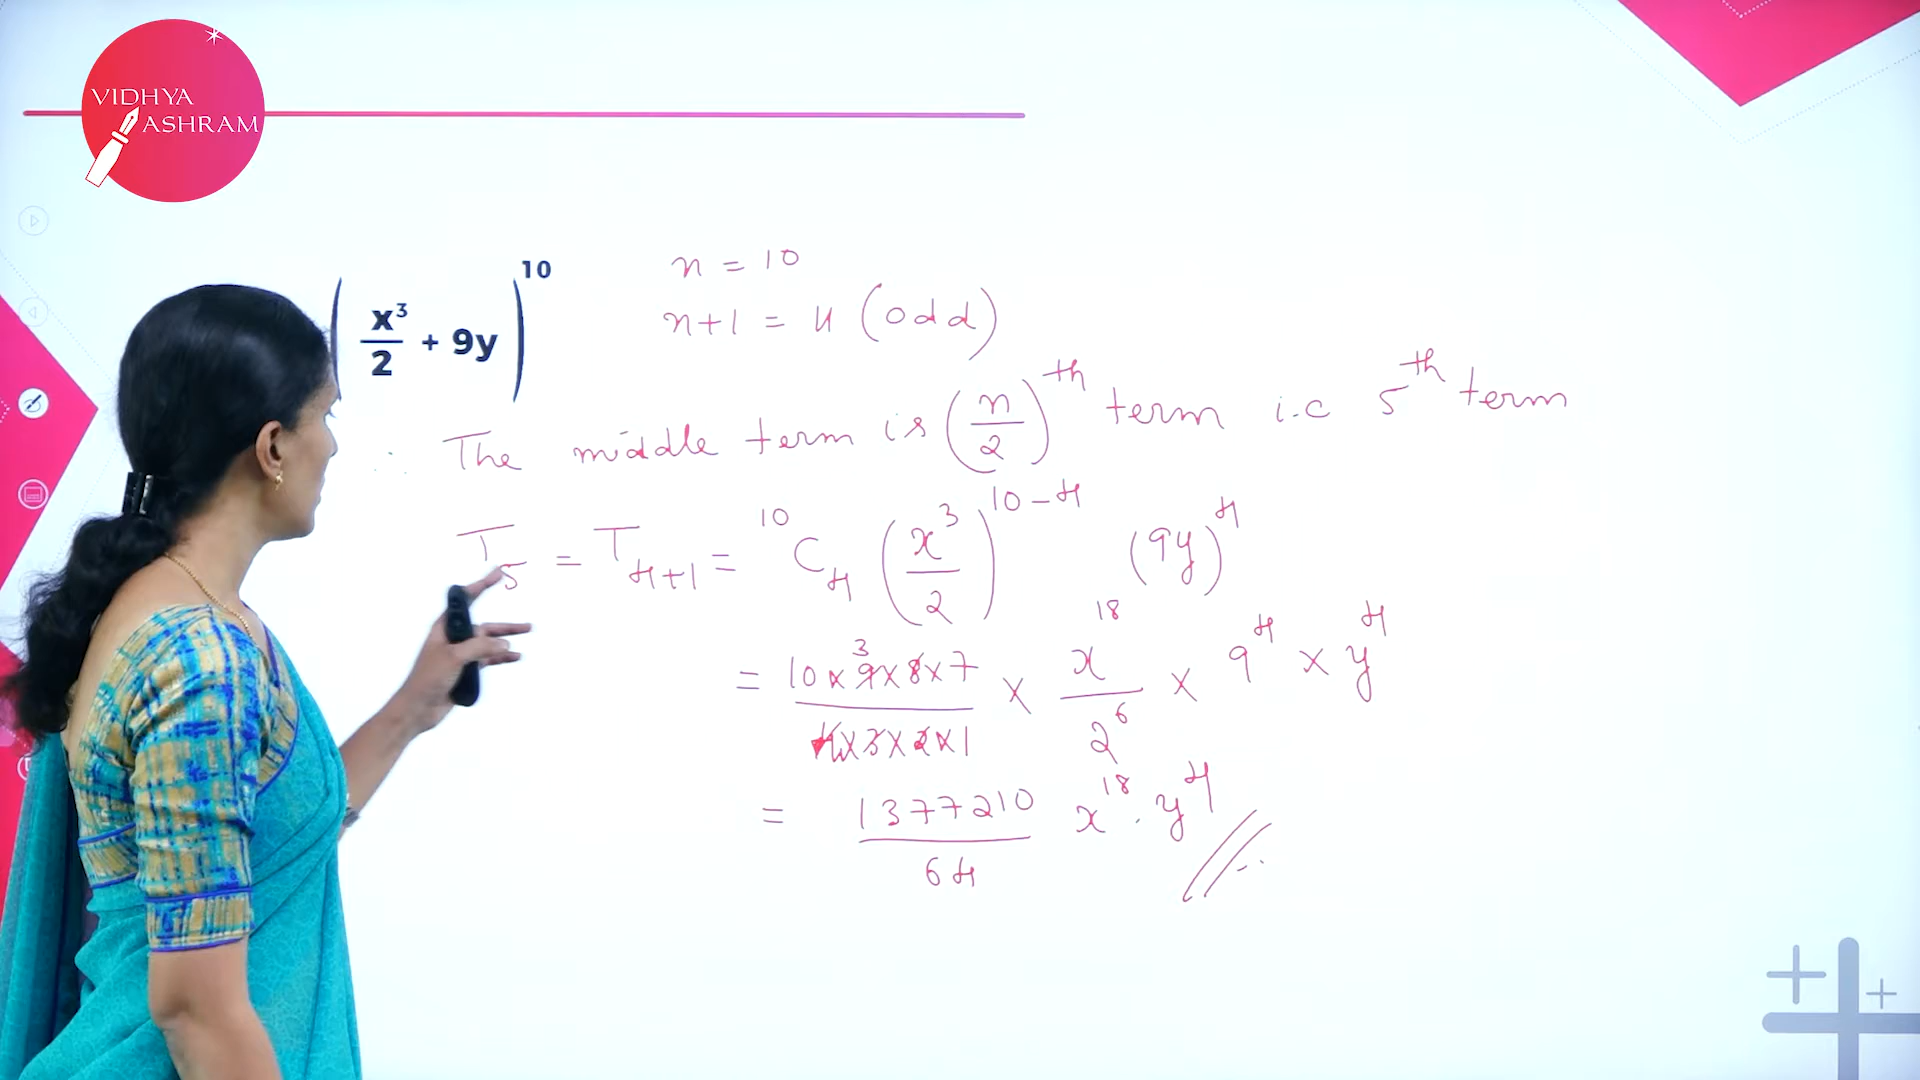 VIDHYA
ASHRAM
(x³/2 + 9y)¹⁰
n = 10
n+1 = 11 (odd)
∴ The middle term is (n/2)ᵗʰ term i.e 5ᵗʰ term
T₅ = T₄₊₁ = ¹⁰C₄ (x³/2)¹⁰⁻⁴ (9y)⁴
= 10 x 9³ x 8 x 7 / 4 x 3 x 2 x 1 x x¹⁸/2⁶ x 9⁴ x y⁴
= 1377210/64 x¹⁸ . y⁴